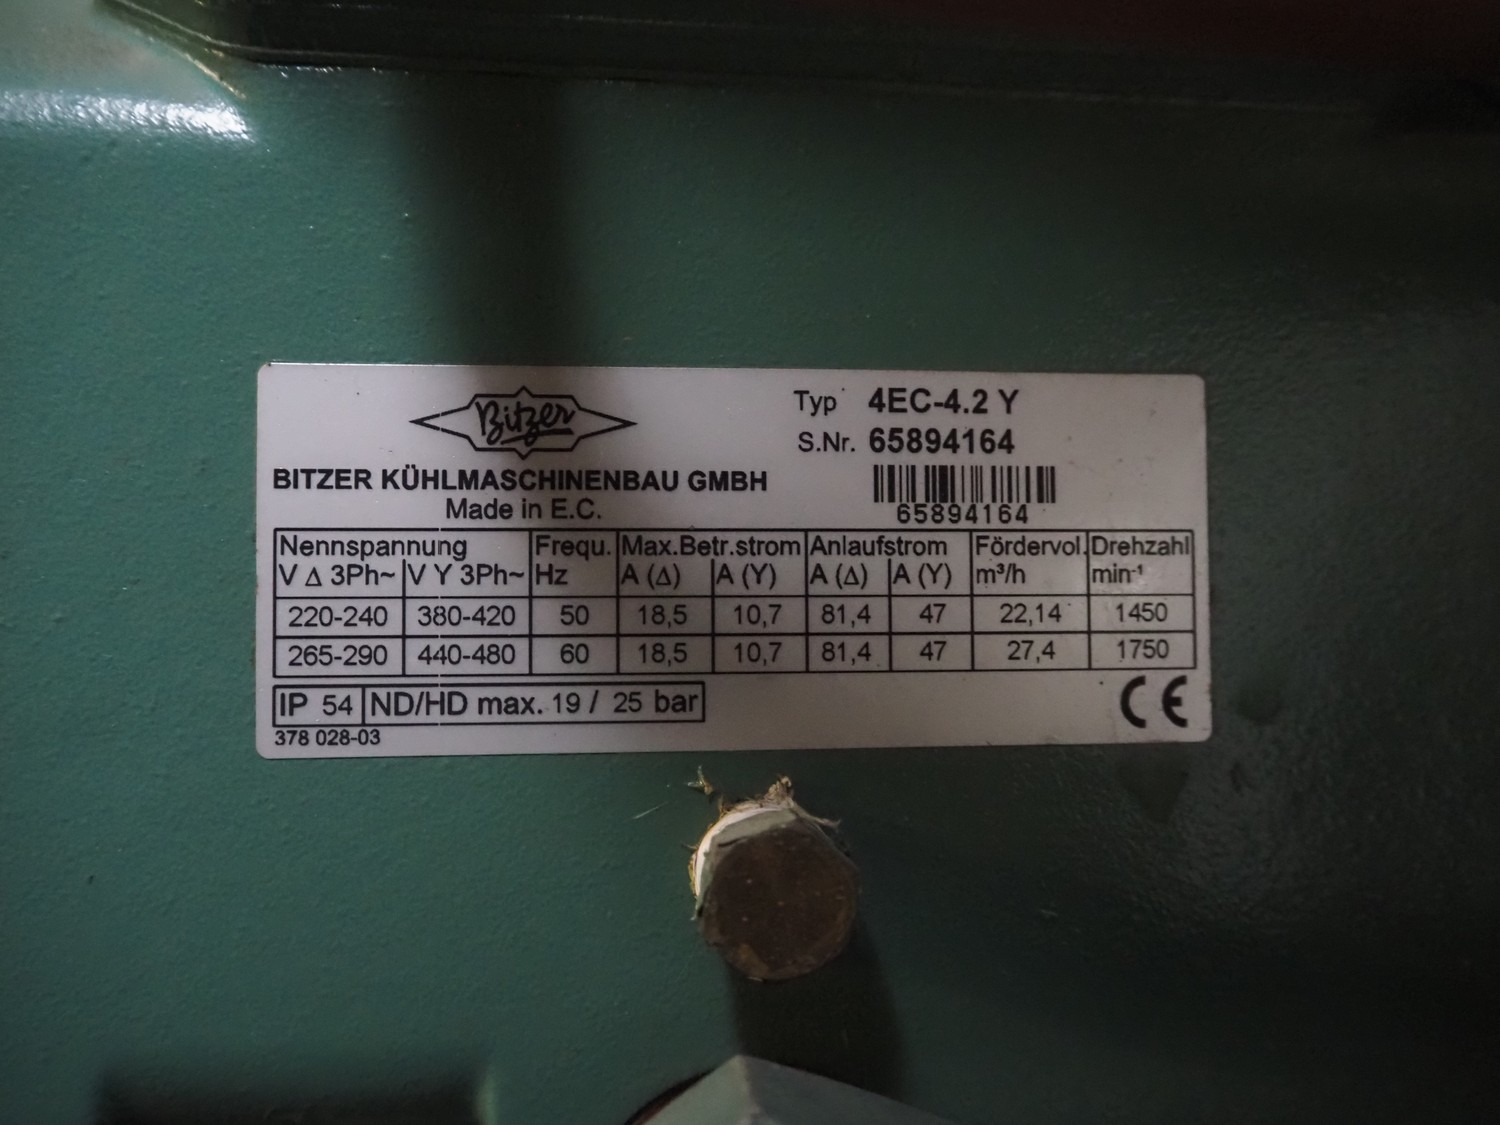 Bitzer
BITZER KÜHLMASCHINENBAU GMBH
Made in E.C.
Typ 4EC-4.2 Y
S.Nr. 65894164
65894164
Nennspannung Frequ. Max.Betr.strom Anlaufstrom Fördervol. Drehzahl
V Δ 3Ph~ V Y 3Ph~ Hz A (Δ) A (Y) A (Δ) A (Y) m³/h min⁻¹
220-240 380-420 50 18,5 10,7 81,4 47 22,14 1450
265-290 440-480 60 18,5 10,7 81,4 47 27,4 1750
IP 54 ND/HD max. 19 / 25 bar
CE
378 028-03